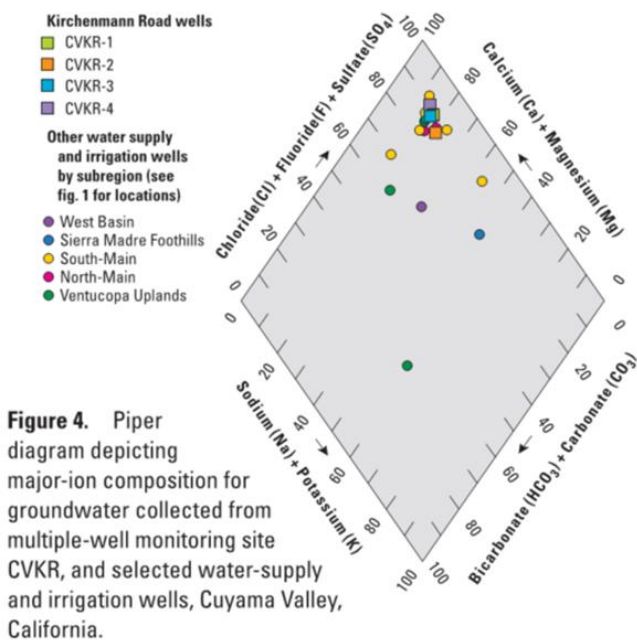 Kirchenmann Road wells
CVKR-1
CVKR-2
CVKR-3
CVKR-4
Other water supply
and irrigation wells
by subregion (see
fig. 1 for locations)
West Basin
Sierra Madre Foothills
South-Main
North-Main
Ventucopa Uplands
Chloride(Cl) + Fluoride(F) + Sulfate(SO4)
0
20
40
60
80
100
Calcium(Ca) + Magnesium(Mg)
100
80
60
40
20
0
Sodium(Na) + Potassium(K)
0
20
40
60
80
100
Bicarbonate(HCO3) + Carbonate(CO3)
0
20
40
60
80
100
Figure 4. Piper
diagram depicting
major-ion composition for
groundwater collected from
multiple-well monitoring site
CVKR, and selected water-supply
and irrigation wells, Cuyama Valley,
California.